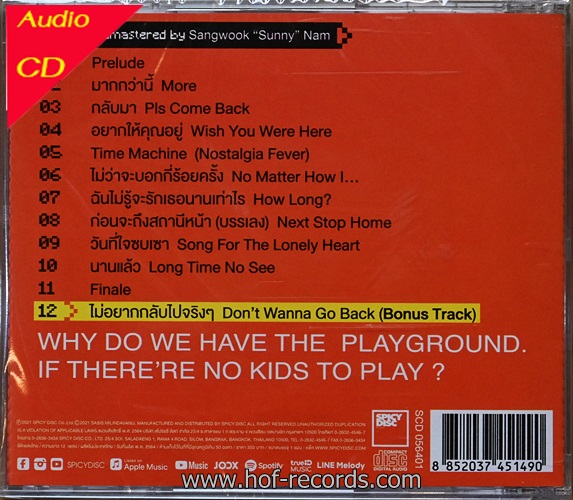 Audio
CD
mastered by Sangwook “Sunny” Nam
Prelude
มากกว่านี้ More
03 กลับมา Pls Come Back
04 อยากให้คุณอยู่ Wish You Were Here
05 Time Machine (Nostalgia Fever)
06 ไม่ว่าจะบอกกี่ร้อยครั้ง No Matter How I...
07 ฉันไม่รู้จะรักเธอนานเท่าไร How Long?
08 ก่อนจะถึงสถานีหน้า (บรรเลง) Next Stop Home
09 วันที่ใจซบเซา Song For The Lonely Heart
10 นานแล้ว Long Time No See
11 Finale
12 ไม่อยากกลับไปจริงๆ Don't Wanna Go Back (Bonus Track)
WHY DO WE HAVE THE PLAYGROUND.
IF THERE'RE NO KIDS TO PLAY ?
SPICY DISC
COMPACT disc DIGITAL AUDIO
SCD 056401
8 852037 451490
SPICYDISC
Apple Music
Music
JOOX
Spotify
trueID MUSIC
LINE Melody
www.hof-records.com